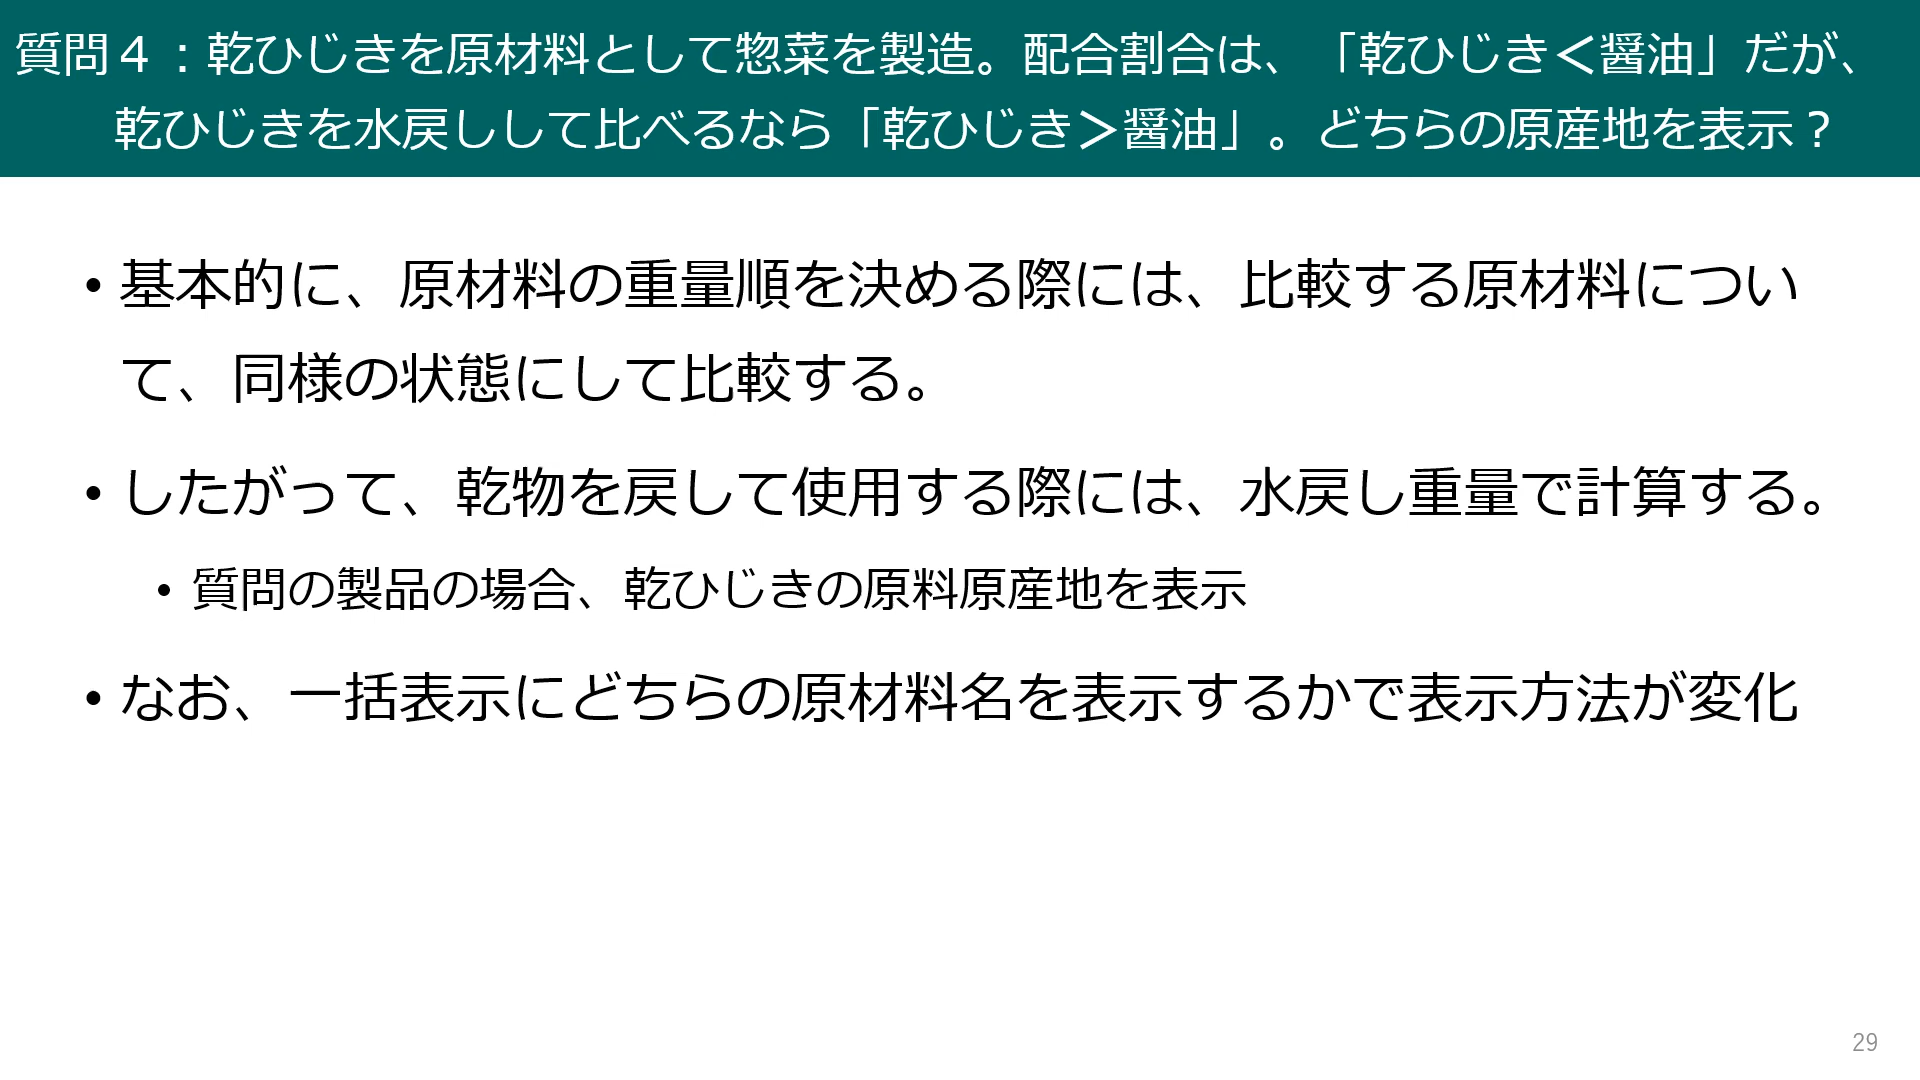 質問４：乾ひじきを原材料として惣菜を製造。配合割合は、「乾ひじき＜醤油」だが、
乾ひじきを水戻しして比べるなら「乾ひじき＞醤油」。どちらの原産地を表示？
• 基本的に、原材料の重量順を決める際には、比較する原材料につい
て、同様の状態にして比較する。
• したがって、乾物を戻して使用する際には、水戻し重量で計算する。
• 質問の製品の場合、乾ひじきの原料原産地を表示
• なお、一括表示にどちらの原材料名を表示するかで表示方法が変化
29